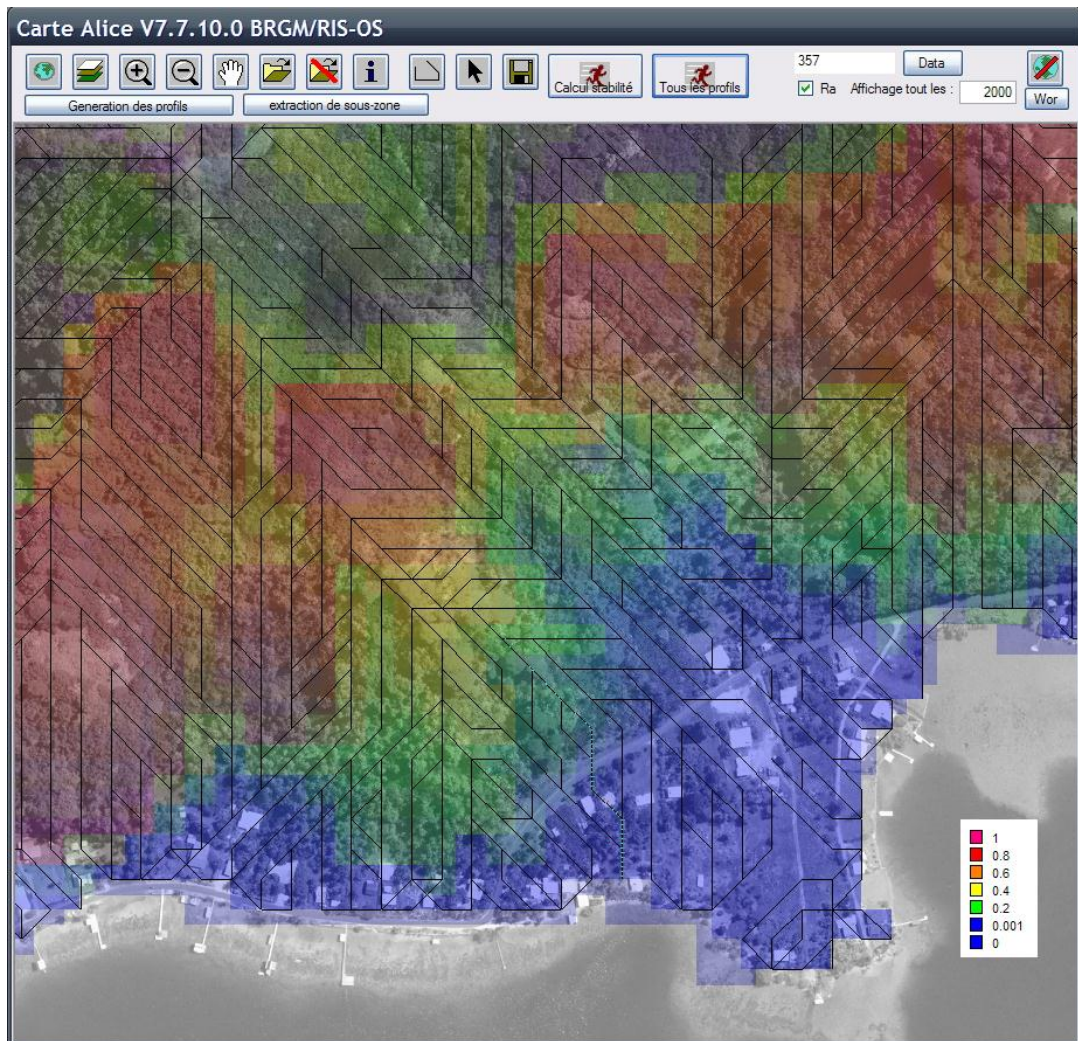 Carte Alice V7.7.10.0 BRGM/RIS-OS
Calcul stabilité
Tous les profils
357
Data
Ra
Affichage tout les :
2000
Wor
Generation des profils
extraction de sous-zone
1
0.8
0.6
0.4
0.2
0.001
0